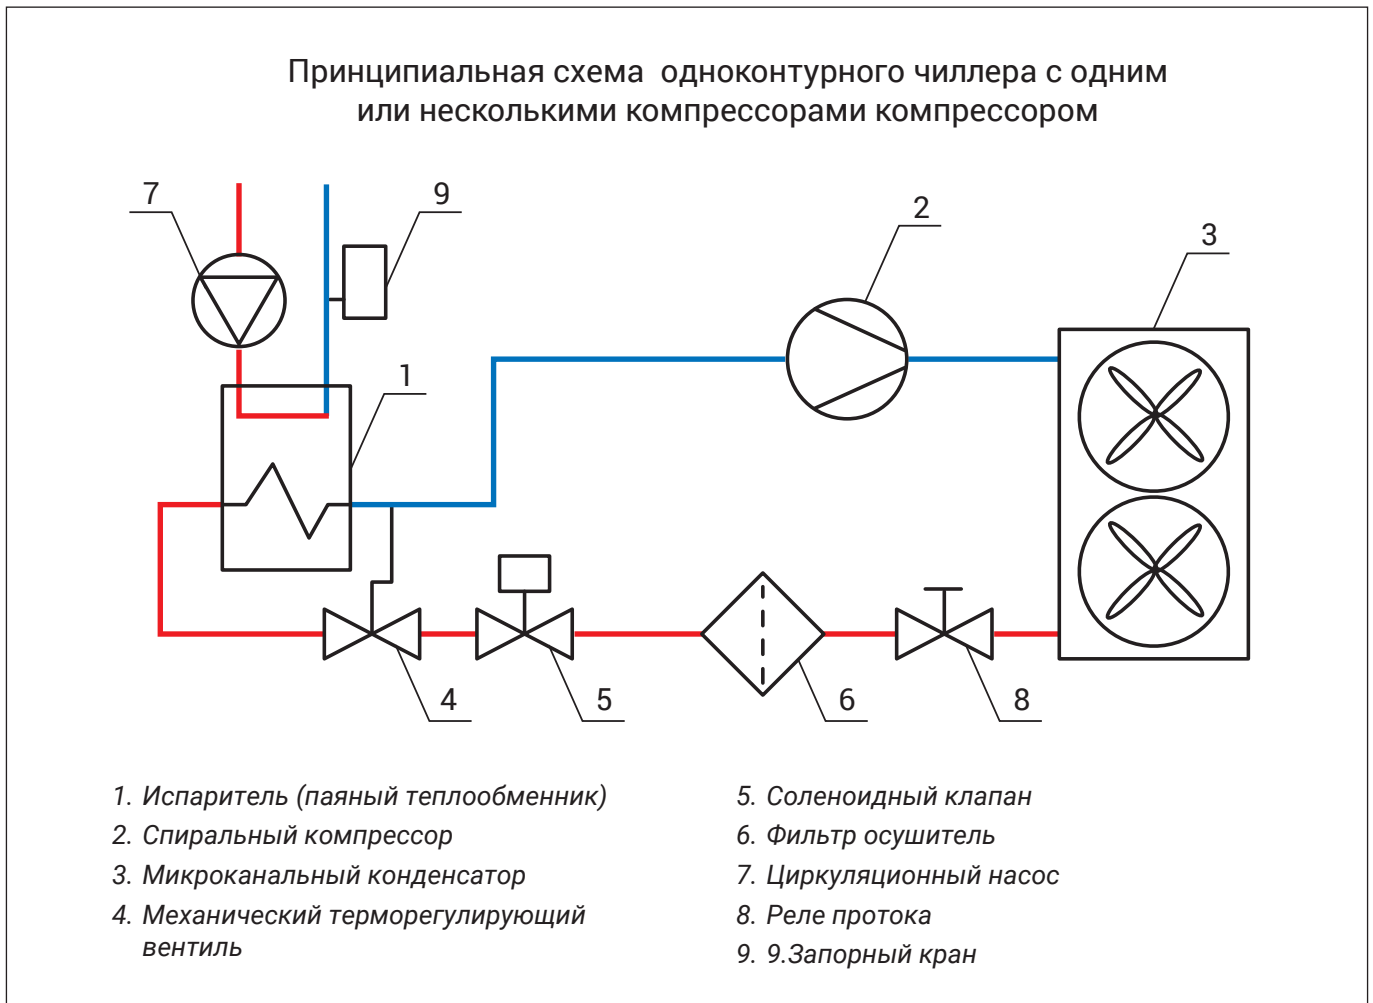 Принципиальная схема одноконтурного чиллера с одним
или несколькими компрессорами компрессором
7
9
2
3
1
4
5
6
8
1. Испаритель (паяный теплообменник)
2. Спиральный компрессор
3. Микроканальный конденсатор
4. Механический терморегулирующий
вентиль
5. Соленоидный клапан
6. Фильтр осушитель
7. Циркуляционный насос
8. Реле протока
9. 9.Запорный кран